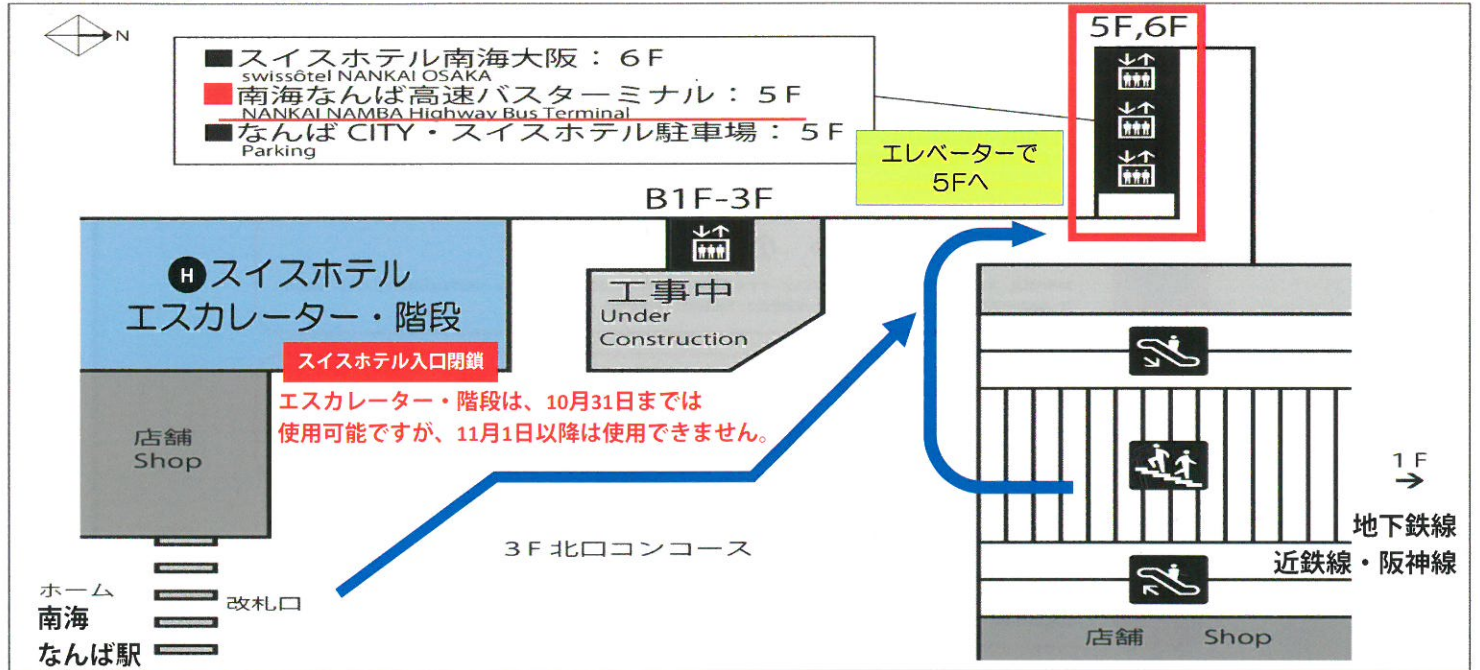 N
5F,6F
■スイスホテル南海大阪：6F
swissôtel NANKAI OSAKA
■南海なんば高速バスターミナル：5F
NANKAI NAMBA Highway Bus Terminal
■なんばCITY・スイスホテル駐車場：5F
Parking
エレベーターで
5Fへ
B1F-3F
H スイスホテル
エスカレーター・階段
工事中
Under
Construction
スイスホテル入口閉鎖
エスカレーター・階段は、10月31日までは
使用可能ですが、11月1日以降は使用できません。
店舗
Shop
1F
→
地下鉄線
近鉄線・阪神線
3F 北口コンコース
ホーム
改札口
南海
なんば駅
店舗 Shop